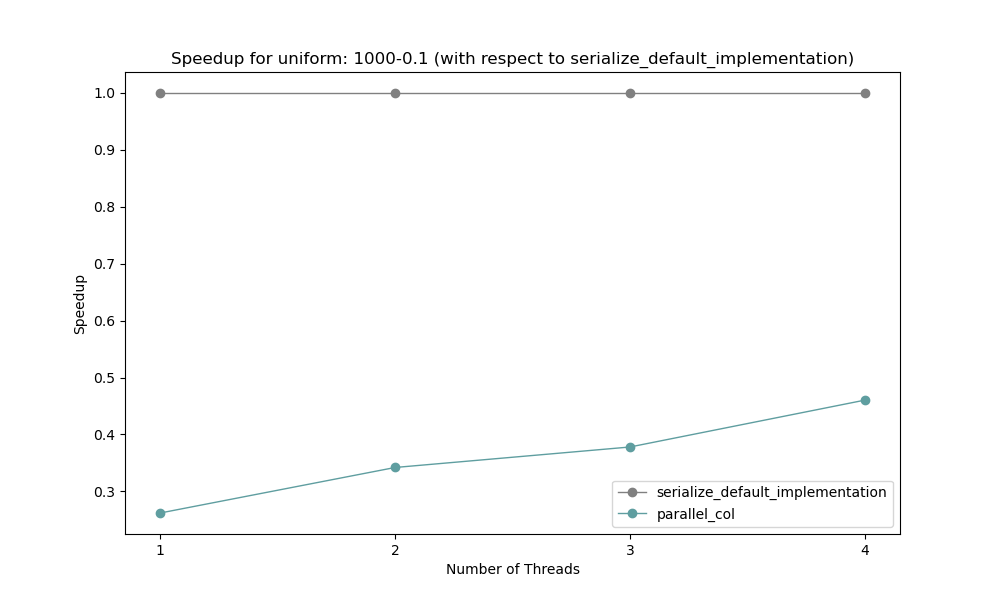 Speedup for uniform: 1000-0.1 (with respect to serialize_default_implementation)
1.0
0.9
0.8
0.7
0.6
0.5
0.4
0.3
Speedup
serialize_default_implementation
parallel_col
1 2 3 4
Number of Threads